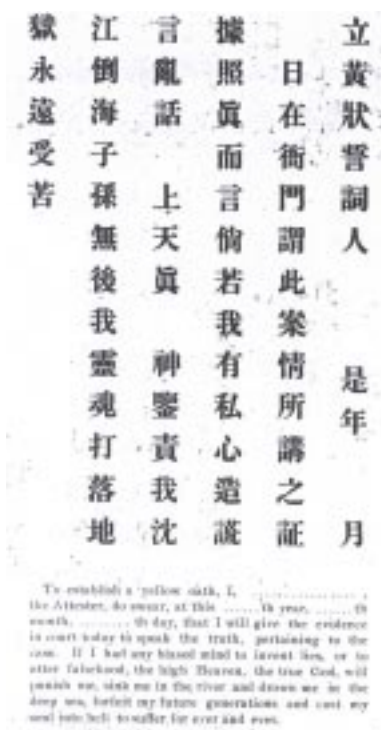 立黃狀誓詞人 是年 月
日在衙門謂此案情所講之証
據照眞而言倘若我有私心造謊
言亂話 上天眞 神鑒責我沈
江倒海子孫無後我靈魂打落地
獄永遠受苦
To establish a yellow oath, I, ....................,
the Attester, do swear, at this .......th year, ...... th
month, .......... th day, that I will give the evidence
in court today to speak the truth, pertaining to the
case. If I had any biased mind to invent lies, or to
utter falsehood, the high Heaven, the true God, will
punish me, sink me in the river and drown me in the
deep sea, forfeit my future generations and cast my
soul into hell to suffer for ever and ever.